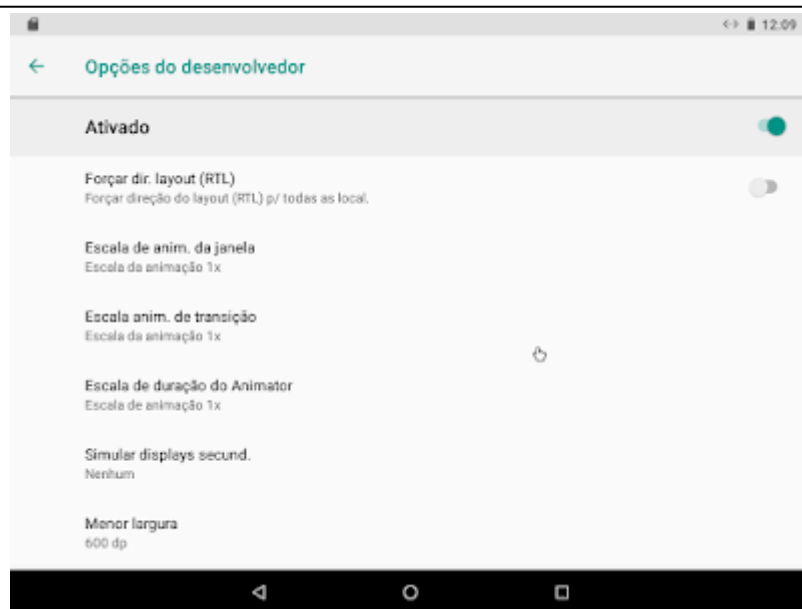 12:09
Opções do desenvolvedor
Ativado
Forçar dir. layout (RTL)
Forçar direção do layout (RTL) p/ todas as local.
Escala de anim. da janela
Escala da animação 1x
Escala anim. de transição
Escala da animação 1x
Escala de duração do Animator
Escala de animação 1x
Simular displays secund.
Nenhum
Menor largura
600 dp